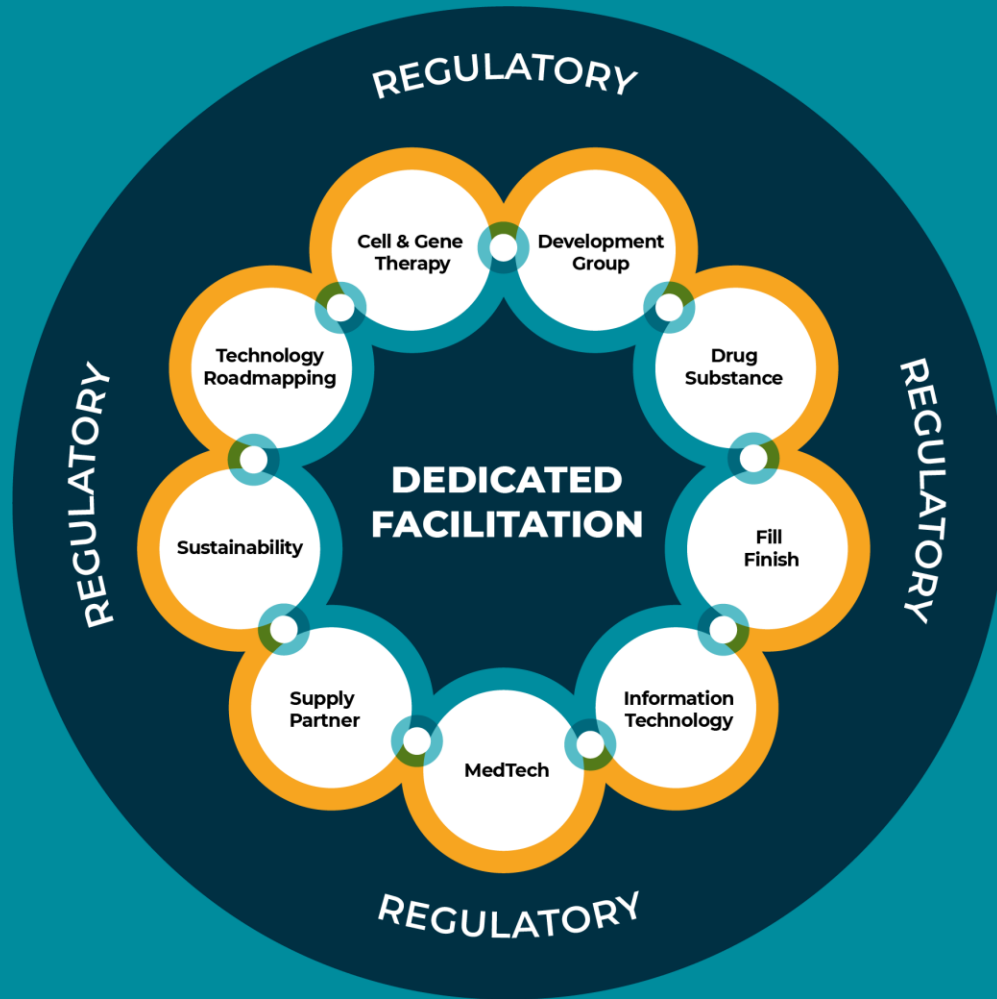 REGULATORY
Cell & Gene
Therapy
Development
Group
Technology
Roadmapping
Drug
Substance
REGULATORY
REGULATORY
DEDICATED
FACILITATION
Sustainability
Fill
Finish
Supply
Partner
Information
Technology
MedTech
REGULATORY